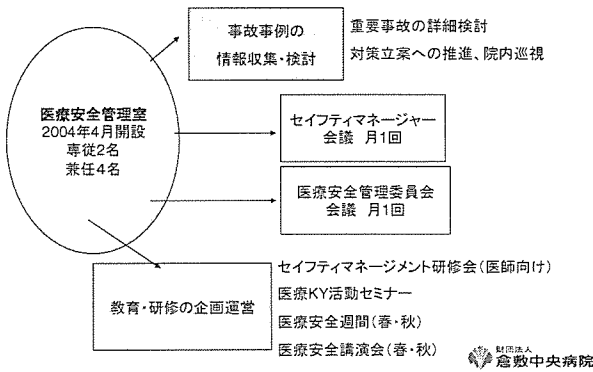 事故事例の
情報収集・検討
重要事故の詳細検討
対策立案への推進、院内巡視
医療安全管理室
2004年4月開設
専従2名
兼任4名
セイフティマネージャー
会議 月1回
医療安全管理委員会
会議 月1回
教育・研修の企画運営
セイフティマネージメント研修会(医師向け)
医療KY活動セミナー
医療安全週間(春・秋)
医療安全講演会(春・秋)
財団法人
倉敷中央病院